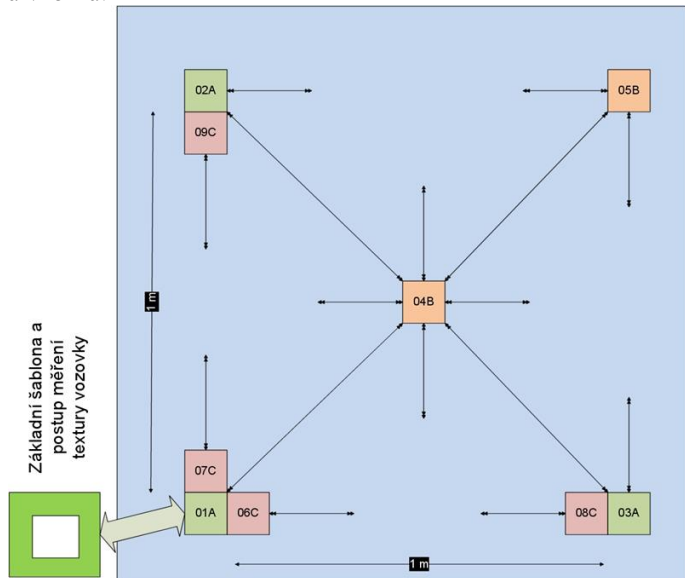 02A
05B
09C
04B
1 m
Základní šablona a
postup měření
textury vozovky
07C
01A
06C
08C
03A
1 m